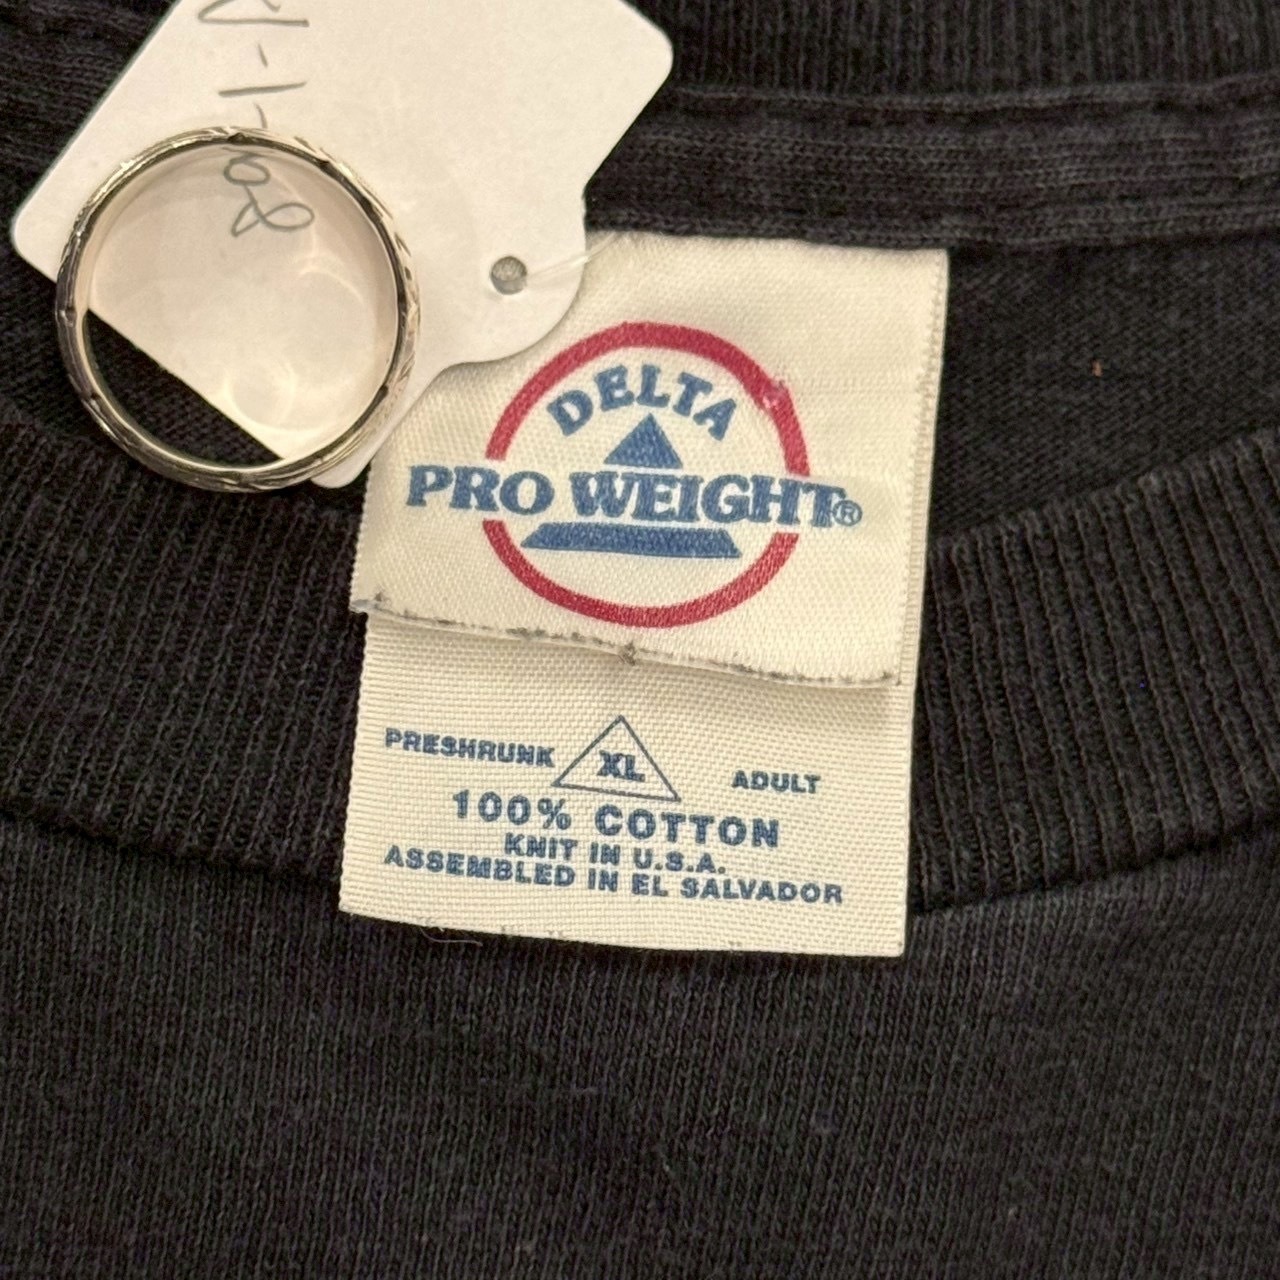 DELTA
PRO WEIGHT®
PRESHRUNK XL ADULT
100% COTTON
KNIT IN U.S.A.
ASSEMBLED IN EL SALVADOR